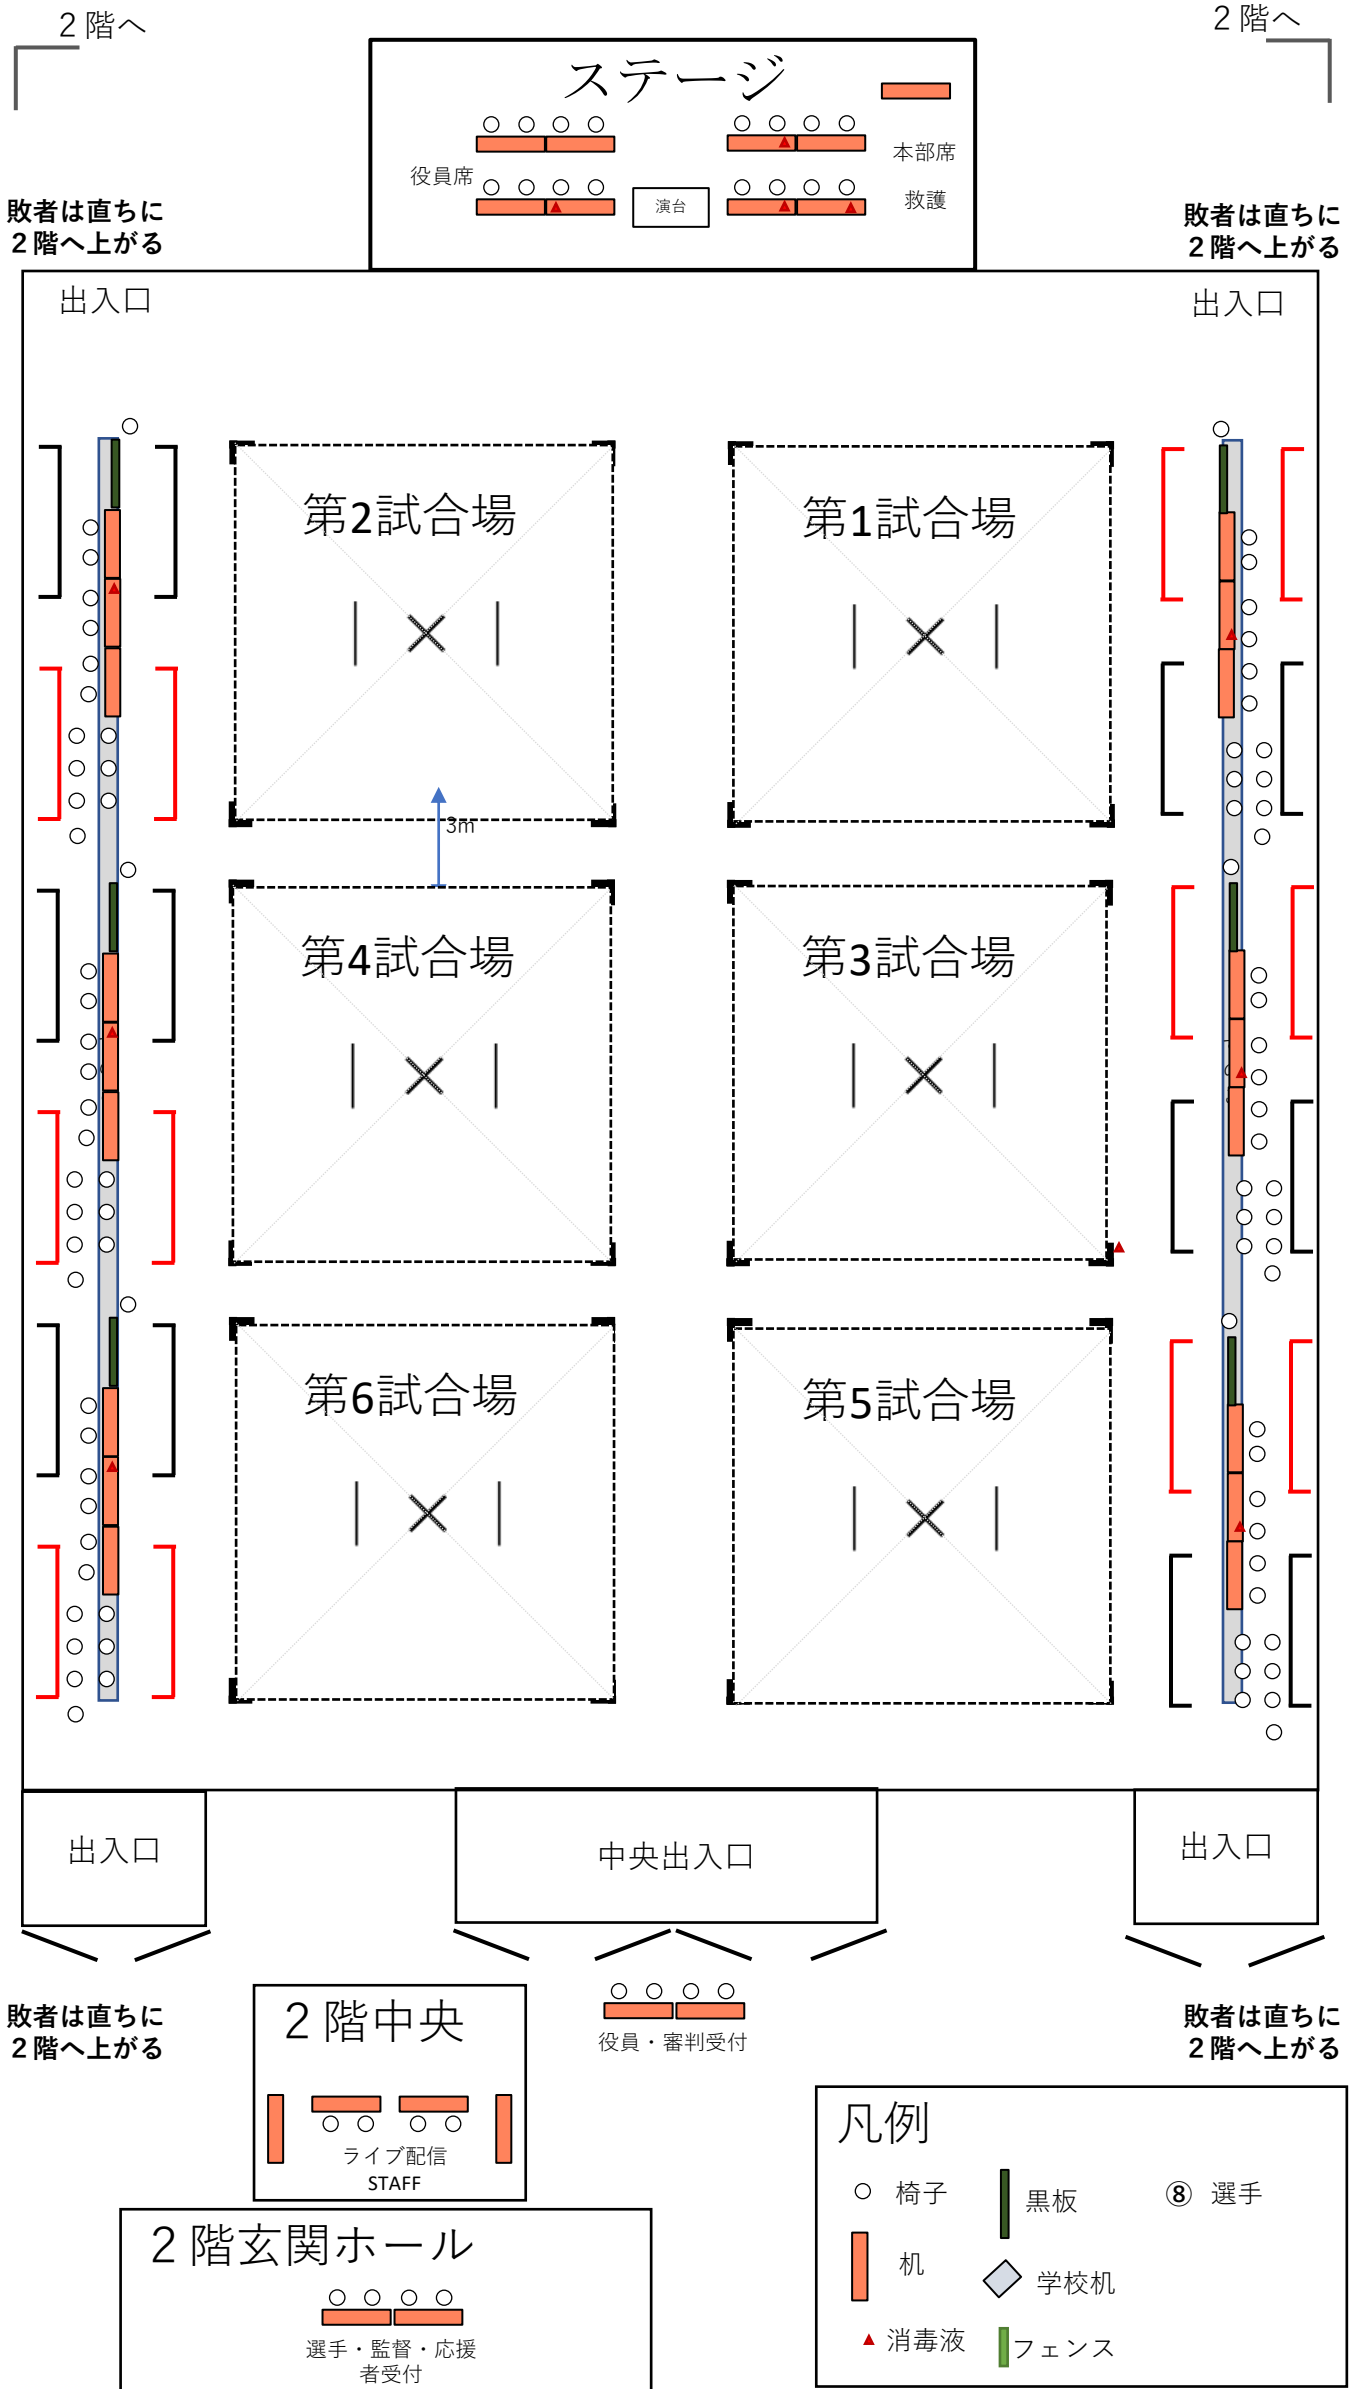 ２階へ
２階へ
ステージ
本部席
役員席
救護
演台
敗者は直ちに
２階へ上がる
敗者は直ちに
２階へ上がる
出入口
出入口
第2試合場
第1試合場
3m
第4試合場
第3試合場
第6試合場
第5試合場
出入口
中央出入口
出入口
敗者は直ちに
２階へ上がる
２階中央
役員・審判受付
敗者は直ちに
２階へ上がる
ライブ配信
STAFF
２階玄関ホール
選手・監督・応援
者受付
凡例
椅子
黒板
⑧ 選手
机
学校机
消毒液
フェンス